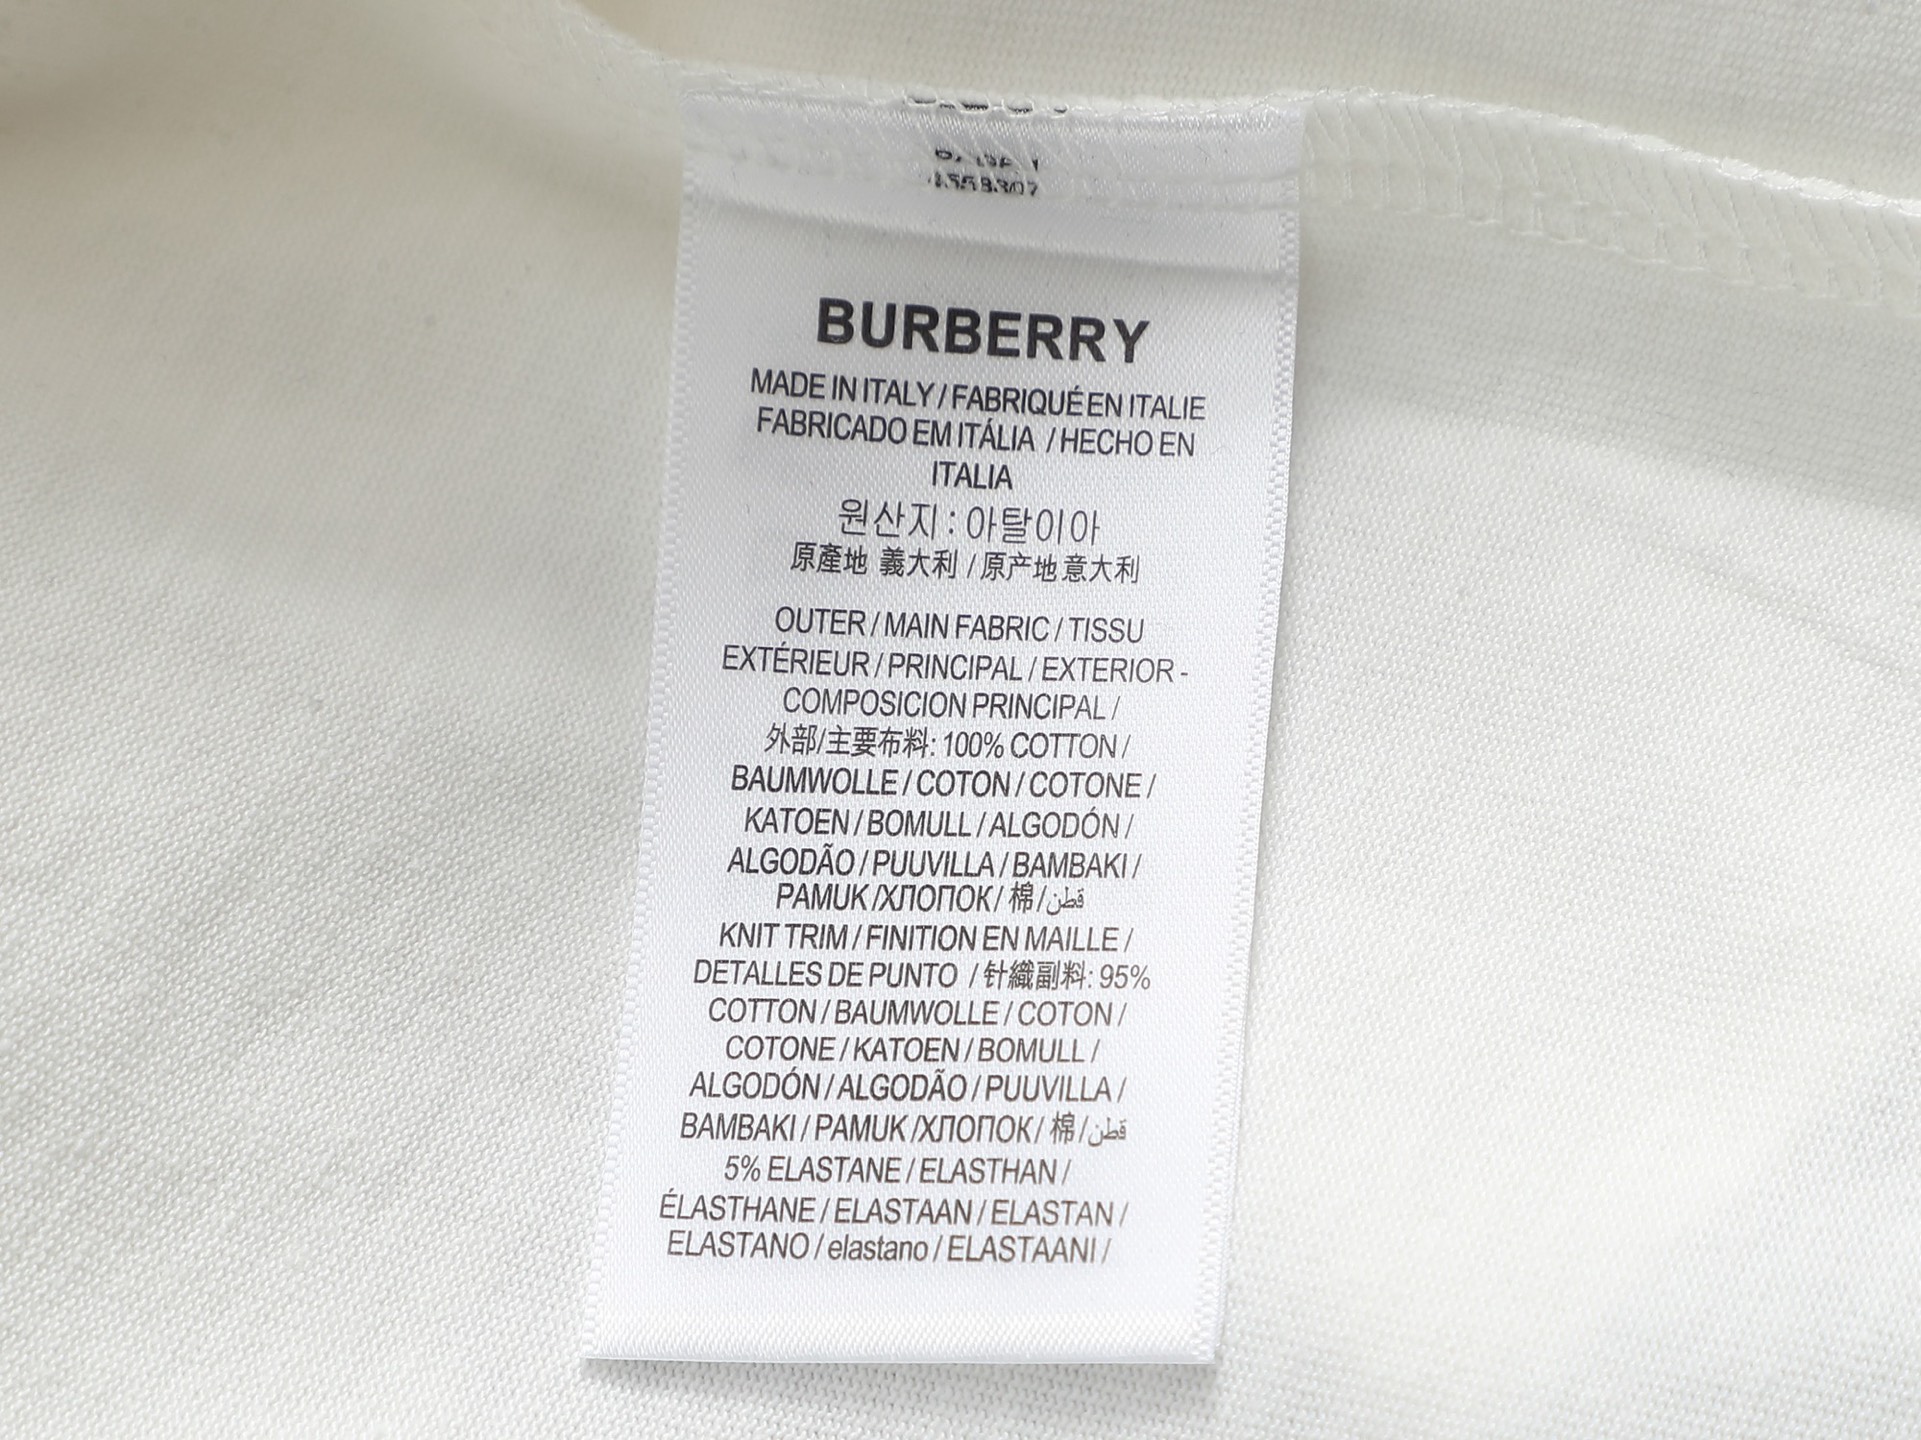 BURBERRY
MADE IN ITALY / FABRIQUÉ EN ITALIE
FABRICADO EM ITÁLIA / HECHO EN
ITALIA
원산지 : 아탈이아
原產地 義大利 / 原产地意大利
OUTER / MAIN FABRIC / TISSU
EXTÉRIEUR / PRINCIPAL / EXTERIOR -
COMPOSICION PRINCIPAL /
外部/主要布料: 100% COTTON /
BAUMWOLLE / COTON / COTONE /
KATOEN / BOMULL / ALGODÓN /
ALGODÃO / PUUVILLA / BAMBAKI /
PAMUK /ХЛОПОК/ 棉/قطن
KNIT TRIM / FINITION EN MAILLE /
DETALLES DE PUNTO / 针織副料: 95%
COTTON / BAUMWOLLE / COTON /
COTONE / KATOEN / BOMULL /
ALGODÓN / ALGODÃO / PUUVILLA /
BAMBAKI / PAMUK /ХЛОПОК/ 棉/قطن
5% ELASTANE / ELASTHAN /
ÉLASTHANE / ELASTAAN / ELASTAN /
ELASTANO / elastano / ELASTAANI /